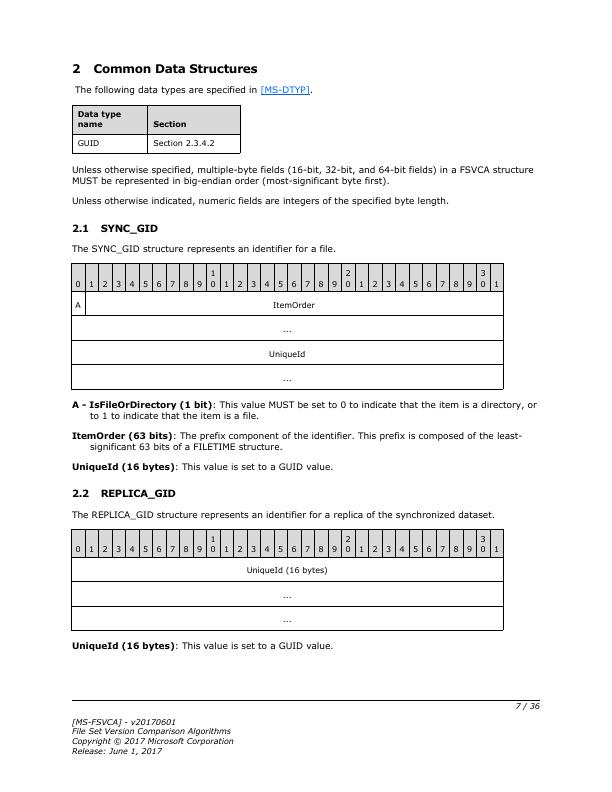 2 Common Data Structures
The following data types are specified in [MS-DTYP].
Data type
name
Section
GUID
Section 2.3.4.2
Unless otherwise specified, multiple-byte fields (16-bit, 32-bit, and 64-bit fields) in a FSVCA structure
MUST be represented in big-endian order (most-significant byte first).
Unless otherwise indicated, numeric fields are integers of the specified byte length.
2.1 SYNC_GID
The SYNC_GID structure represents an identifier for a file.
0 1 2 3 4 5 6 7 8 9 10 1 2 3 4 5 6 7 8 9 20 1 2 3 4 5 6 7 8 9 30 1
A ItemOrder
...
UniqueId
...
A - IsFileOrDirectory (1 bit): This value MUST be set to 0 to indicate that the item is a directory, or
to 1 to indicate that the item is a file.
ItemOrder (63 bits): The prefix component of the identifier. This prefix is composed of the least-
significant 63 bits of a FILETIME structure.
UniqueId (16 bytes): This value is set to a GUID value.
2.2 REPLICA_GID
The REPLICA_GID structure represents an identifier for a replica of the synchronized dataset.
0 1 2 3 4 5 6 7 8 9 10 1 2 3 4 5 6 7 8 9 20 1 2 3 4 5 6 7 8 9 30 1
UniqueId (16 bytes)
...
...
UniqueId (16 bytes): This value is set to a GUID value.
7 / 36
[MS-FSVCA] - v20170601
File Set Version Comparison Algorithms
Copyright © 2017 Microsoft Corporation
Release: June 1, 2017